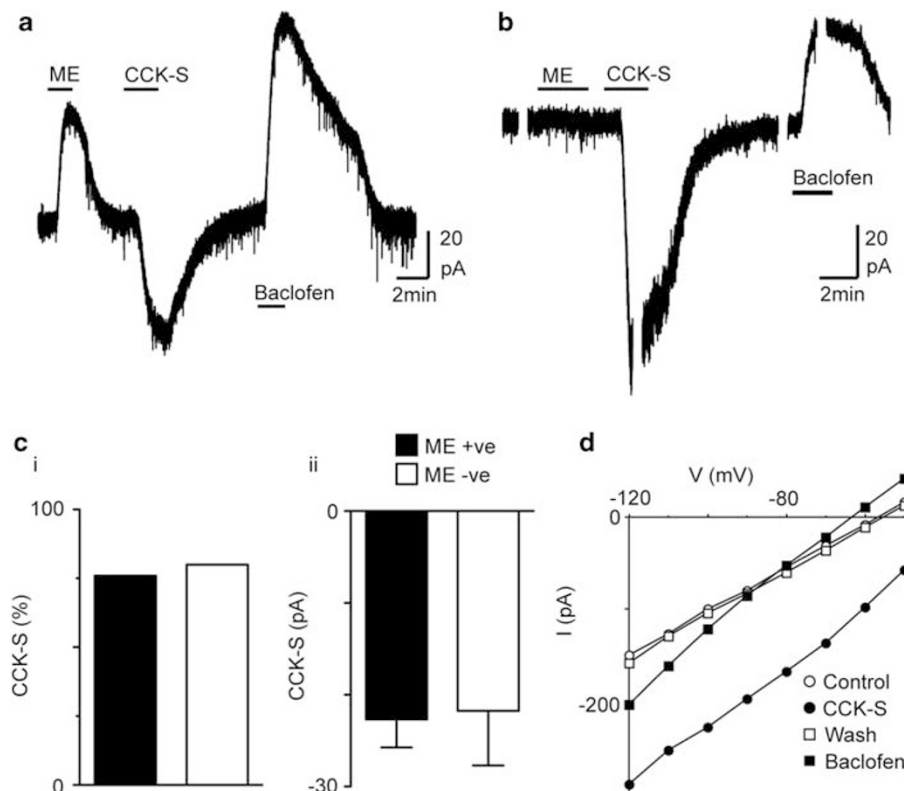 a
ME
CCK-S
Baclofen
20
pA
2min
b
ME
CCK-S
Baclofen
20
pA
2min
c
i
100
CCK-S (%)
0
ii
ME +ve
ME -ve
0
CCK-S (pA)
-30
d
V (mV)
-120
-80
0
I (pA)
-200
Control
CCK-S
Wash
Baclofen